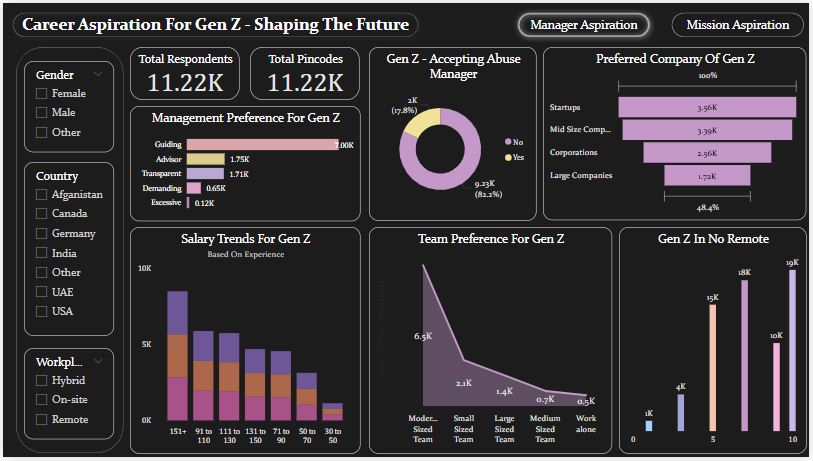 Career Aspiration For Gen Z - Shaping The Future
Manager Aspiration
Mission Aspiration
Gender
Female
Male
Other
Country
Afganistan
Canada
Germany
India
Other
UAE
USA
Workpl...
Hybrid
On-site
Remote
Total Respondents
11.22K
Total Pincodes
11.22K
Management Preference For Gen Z
Guiding
7.00K
Advisor
1.75K
Transparent
1.71K
Demanding
0.65K
Excessive
0.12K
Gen Z - Accepting Abuse
Manager
2K
(17.8%)
No
Yes
9.23K
(82.2%)
Preferred Company Of Gen Z
100%
Startups
3.56K
Mid Size Comp...
3.39K
Corporations
2.56K
Large Companies
1.72K
48.4%
Salary Trends For Gen Z
Based On Experience
10K
5K
0K
151+
91 to
110
111 to
130
131 to
150
71 to
90
50 to
70
30 to
50
Team Preference For Gen Z
6.5K
2.1K
1.4K
0.7K
0.5K
Moder...
Sized
Team
Small
Sized
Team
Large
Sized
Team
Medium
Sized
Team
Work
alone
Gen Z In No Remote
1K
4K
15K
18K
10K
19K
0
5
10